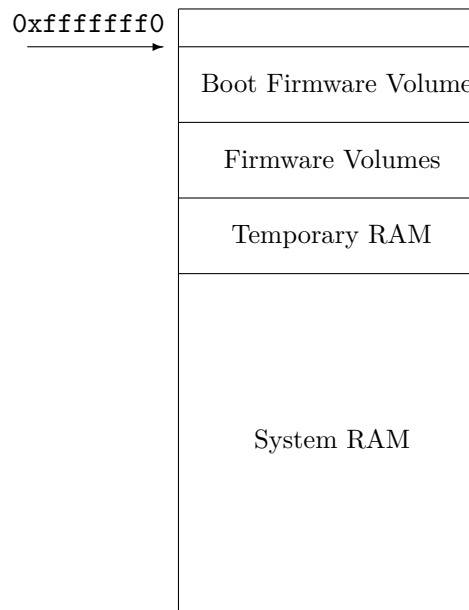 0xfffffff0
Boot Firmware Volume
Firmware Volumes
Temporary RAM
System RAM